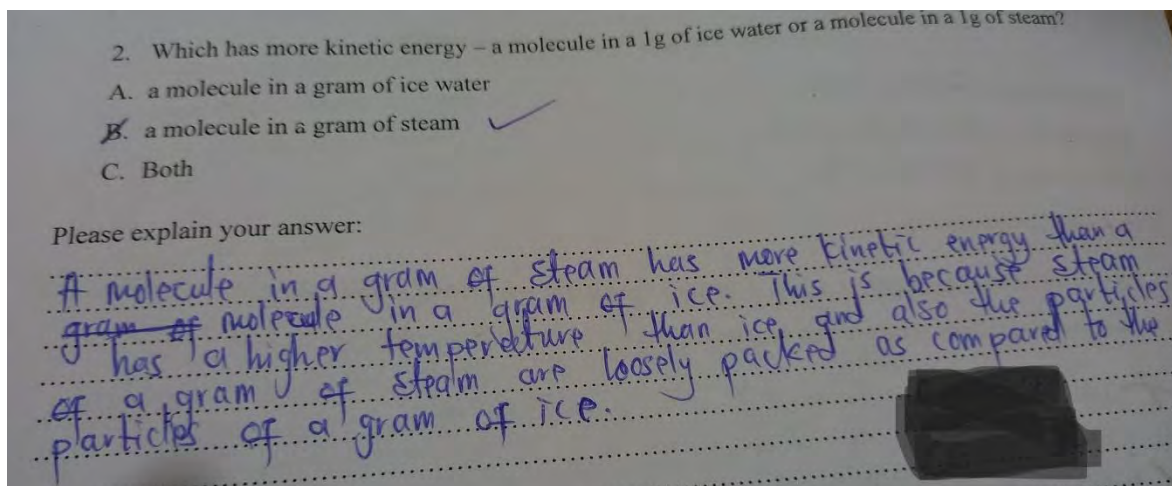 2. Which has more kinetic energy – a molecule in a 1g of ice water or a molecule in a 1g of steam?
A. a molecule in a gram of ice water
B. a molecule in a gram of steam
C. Both
Please explain your answer:
A molecule in a gram of steam has more kinetic energy than a
gram of molecule in a gram of ice. This is because steam
has a higher temperature than ice, and also the particles
of a gram of steam are loosely packed as compared to the
particles of a gram of ice.